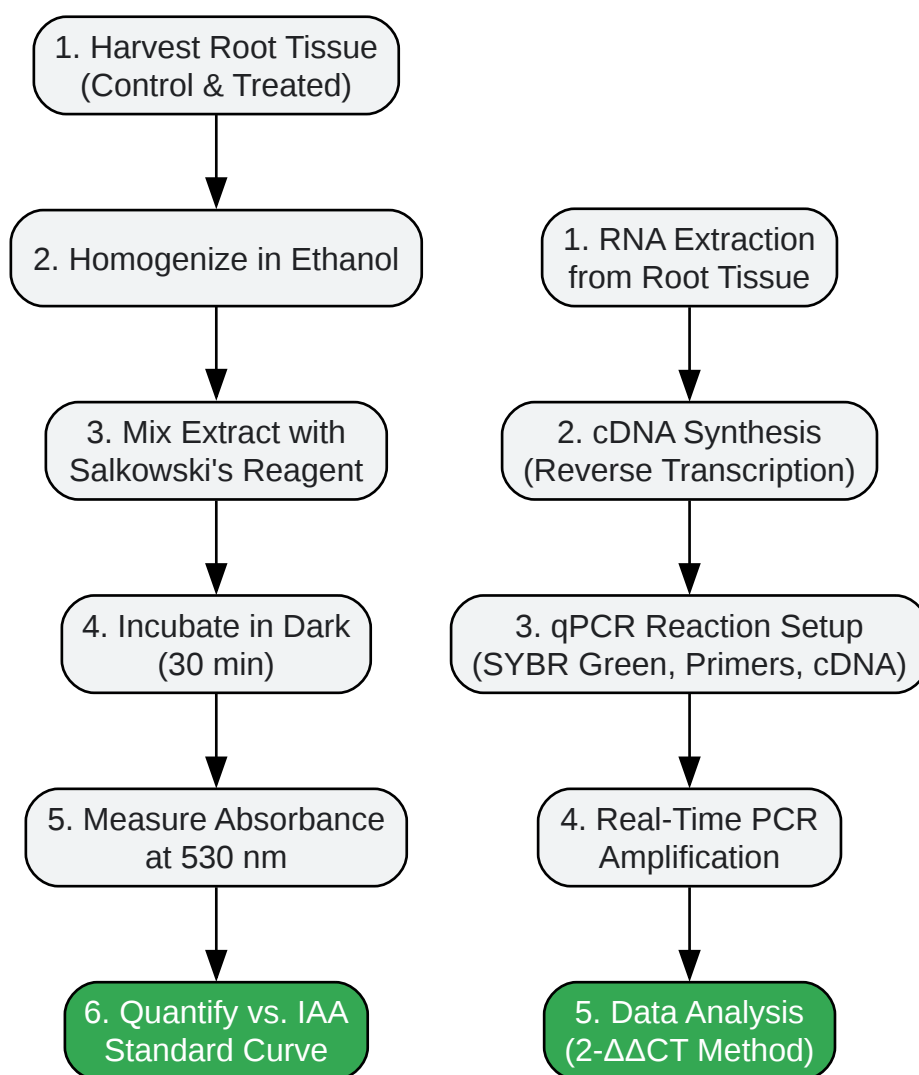 1. Harvest Root Tissue
(Control & Treated)
2. Homogenize in Ethanol
3. Mix Extract with
Salkowski's Reagent
4. Incubate in Dark
(30 min)
5. Measure Absorbance
at 530 nm
6. Quantify vs. IAA
Standard Curve
1. RNA Extraction
from Root Tissue
2. cDNA Synthesis
(Reverse Transcription)
3. qPCR Reaction Setup
(SYBR Green, Primers, cDNA)
4. Real-Time PCR
Amplification
5. Data Analysis
(2-ΔΔCT Method)